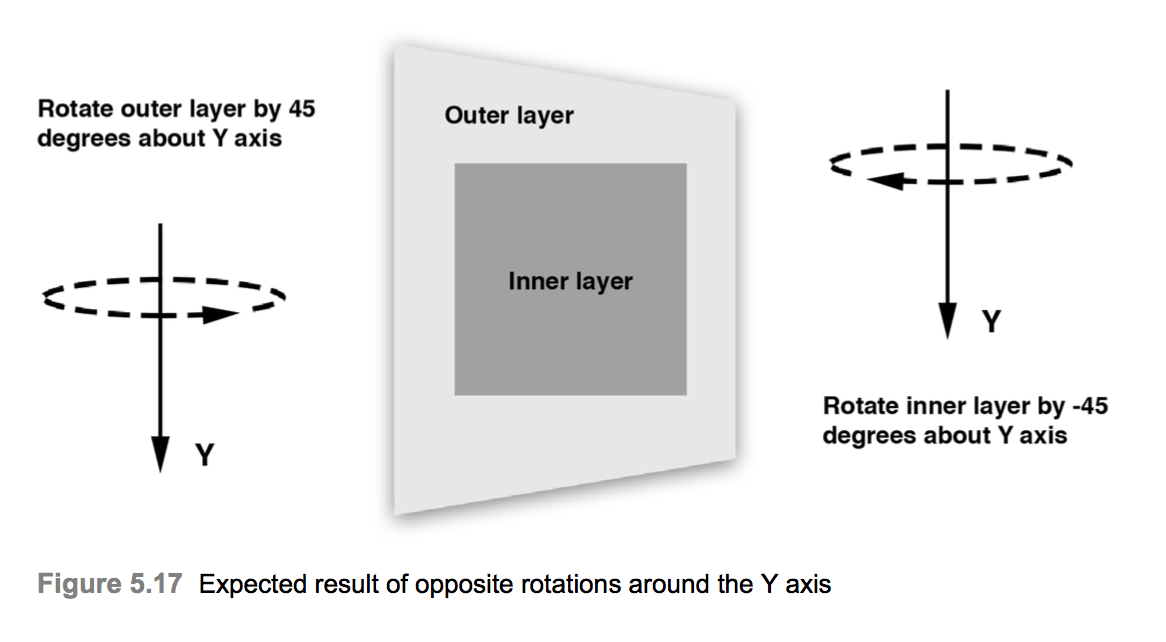 Rotate outer layer by 45
degrees about Y axis
Y
Outer layer
Inner layer
Y
Rotate inner layer by -45
degrees about Y axis
Figure 5.17 Expected result of opposite rotations around the Y axis